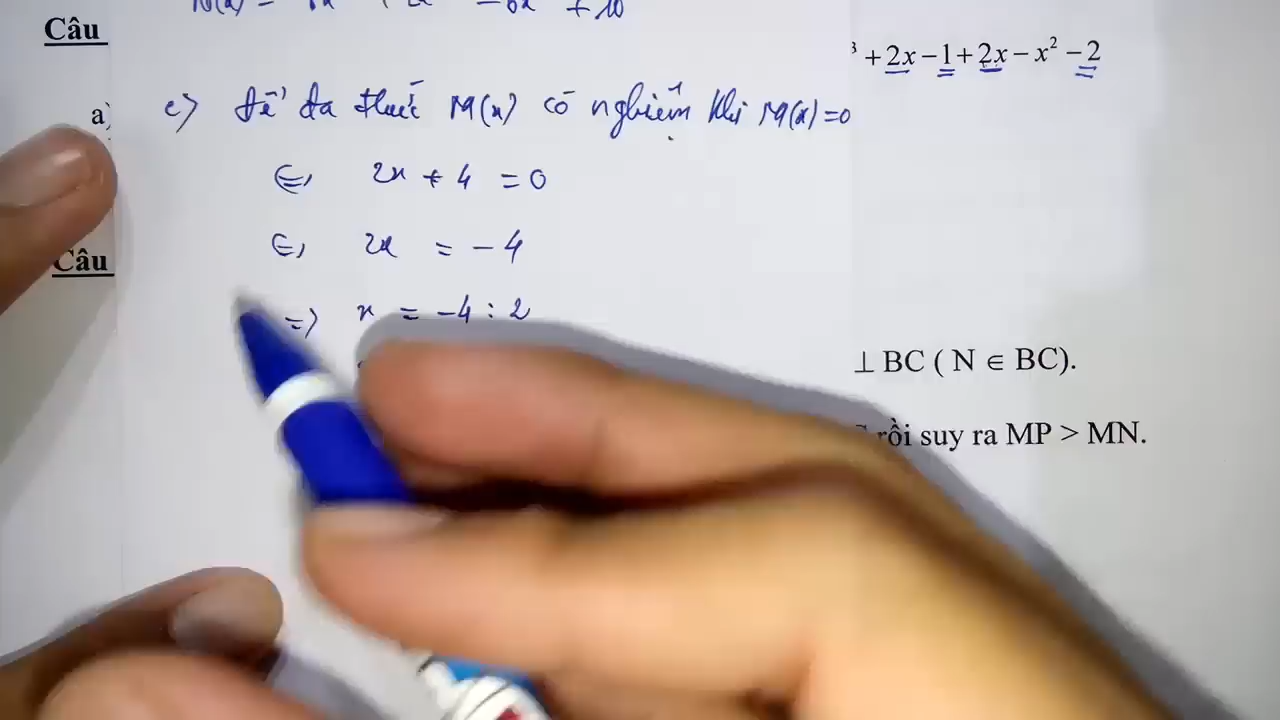 + 10
Câu
³ + 2x − 1 + 2x − x² − 2
a)
c) Để đa thức M(x) có nghiệm khi M(x) = 0
⇔ 2x + 4 = 0
⇔ 2x = −4
Câu
⇒ x = −4 : 2
⊥ BC ( N ∈ BC).
rồi suy ra MP > MN.